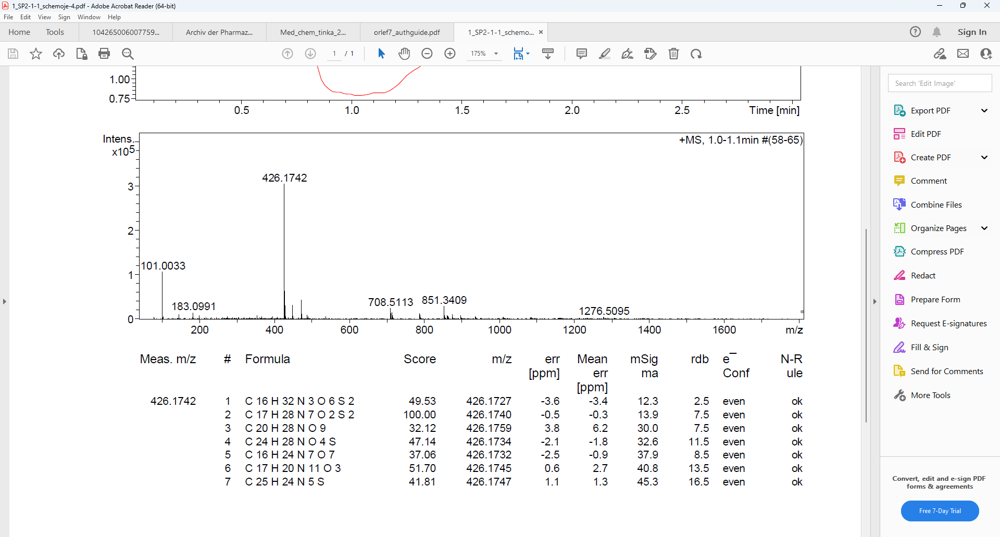 1_SP2-1-1_schemoje-4.pdf - Adobe Acrobat Reader (64-bit)
File Edit View Sign Window Help
Home Tools 104265006007759... Archiv der Pharmaz... Med_chem_tinka_2... orlef7_authguide.pdf 1_SP2-1-1_schemo... × Sign In
1 / 1 175%
1.00
0.75
0.5 1.0 1.5 2.0 2.5 Time [min]
Intens.
x10⁵
+MS, 1.0-1.1min #(58-65)
426.1742
3
2
101.0033
1
183.0991
708.5113 851.3409
1276.5095
0
200 400 600 800 1000 1200 1400 1600 m/z
Meas. m/z # Formula Score m/z err [ppm] Mean err [ppm] mSig ma rdb e⁻ Conf N-R ule
426.1742 1 C 16 H 32 N 3 O 6 S 2 49.53 426.1727 -3.6 -3.4 12.3 2.5 even ok
2 C 17 H 28 N 7 O 2 S 2 100.00 426.1740 -0.5 -0.3 13.9 7.5 even ok
3 C 20 H 28 N O 9 32.12 426.1759 3.8 6.2 30.0 7.5 even ok
4 C 24 H 28 N O 4 S 47.14 426.1734 -2.1 -1.8 32.6 11.5 even ok
5 C 16 H 24 N 7 O 7 37.06 426.1732 -2.5 -0.9 37.9 8.5 even ok
6 C 17 H 20 N 11 O 3 51.70 426.1745 0.6 2.7 40.8 13.5 even ok
7 C 25 H 24 N 5 S 41.81 426.1747 1.1 1.3 45.3 16.5 even ok
Search 'Edit Image'
Export PDF
Edit PDF
Create PDF
Comment
Combine Files
Organize Pages
Compress PDF
Redact
Prepare Form
Request E-signatures
Fill & Sign
Send for Comments
More Tools
Convert, edit and e-sign PDF
forms & agreements
Free 7-Day Trial